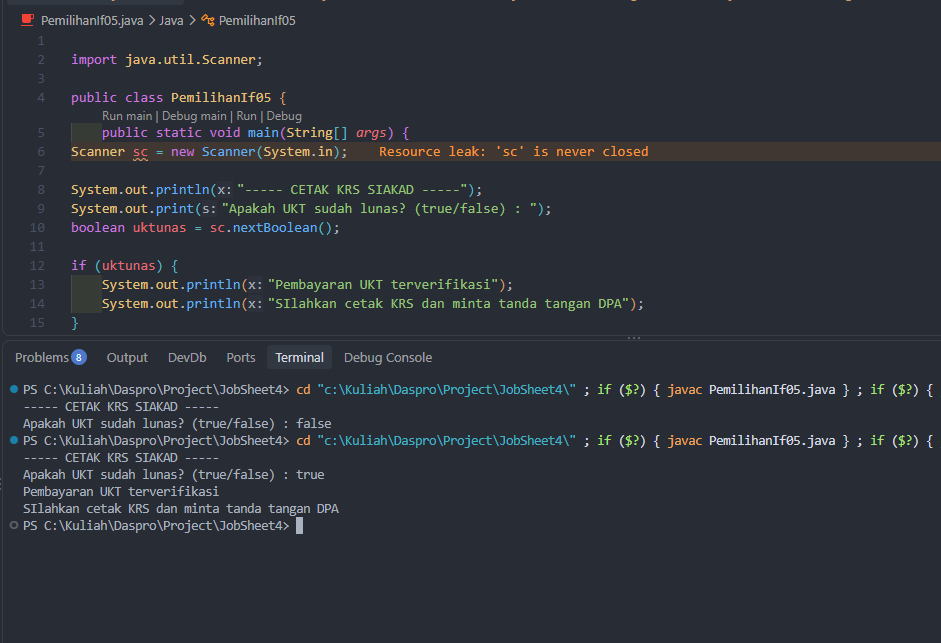 PemilihanIf05.java > Java > PemilihanIf05
1
2 import java.util.Scanner;
3
4 public class PemilihanIf05 {
Run main | Debug main | Run | Debug
5 public static void main(String[] args) {
6 Scanner sc = new Scanner(System.in); Resource leak: 'sc' is never closed
7
8 System.out.println(x:"----- CETAK KRS SIAKAD -----");
9 System.out.print(s:"Apakah UKT sudah lunas? (true/false) : ");
10 boolean uktunas = sc.nextBoolean();
11
12 if (uktunas) {
13 System.out.println(x:"Pembayaran UKT terverifikasi");
14 System.out.println(x:"SIlahkan cetak KRS dan minta tanda tangan DPA");
15 }
Problems 8 Output DevDb Ports Terminal Debug Console
PS C:\Kuliah\Daspro\Project\JobSheet4> cd "c:\Kuliah\Daspro\Project\JobSheet4\" ; if ($?) { javac PemilihanIf05.java } ; if ($?) {
----- CETAK KRS SIAKAD -----
Apakah UKT sudah lunas? (true/false) : false
PS C:\Kuliah\Daspro\Project\JobSheet4> cd "c:\Kuliah\Daspro\Project\JobSheet4\" ; if ($?) { javac PemilihanIf05.java } ; if ($?) {
----- CETAK KRS SIAKAD -----
Apakah UKT sudah lunas? (true/false) : true
Pembayaran UKT terverifikasi
SIlahkan cetak KRS dan minta tanda tangan DPA
PS C:\Kuliah\Daspro\Project\JobSheet4>